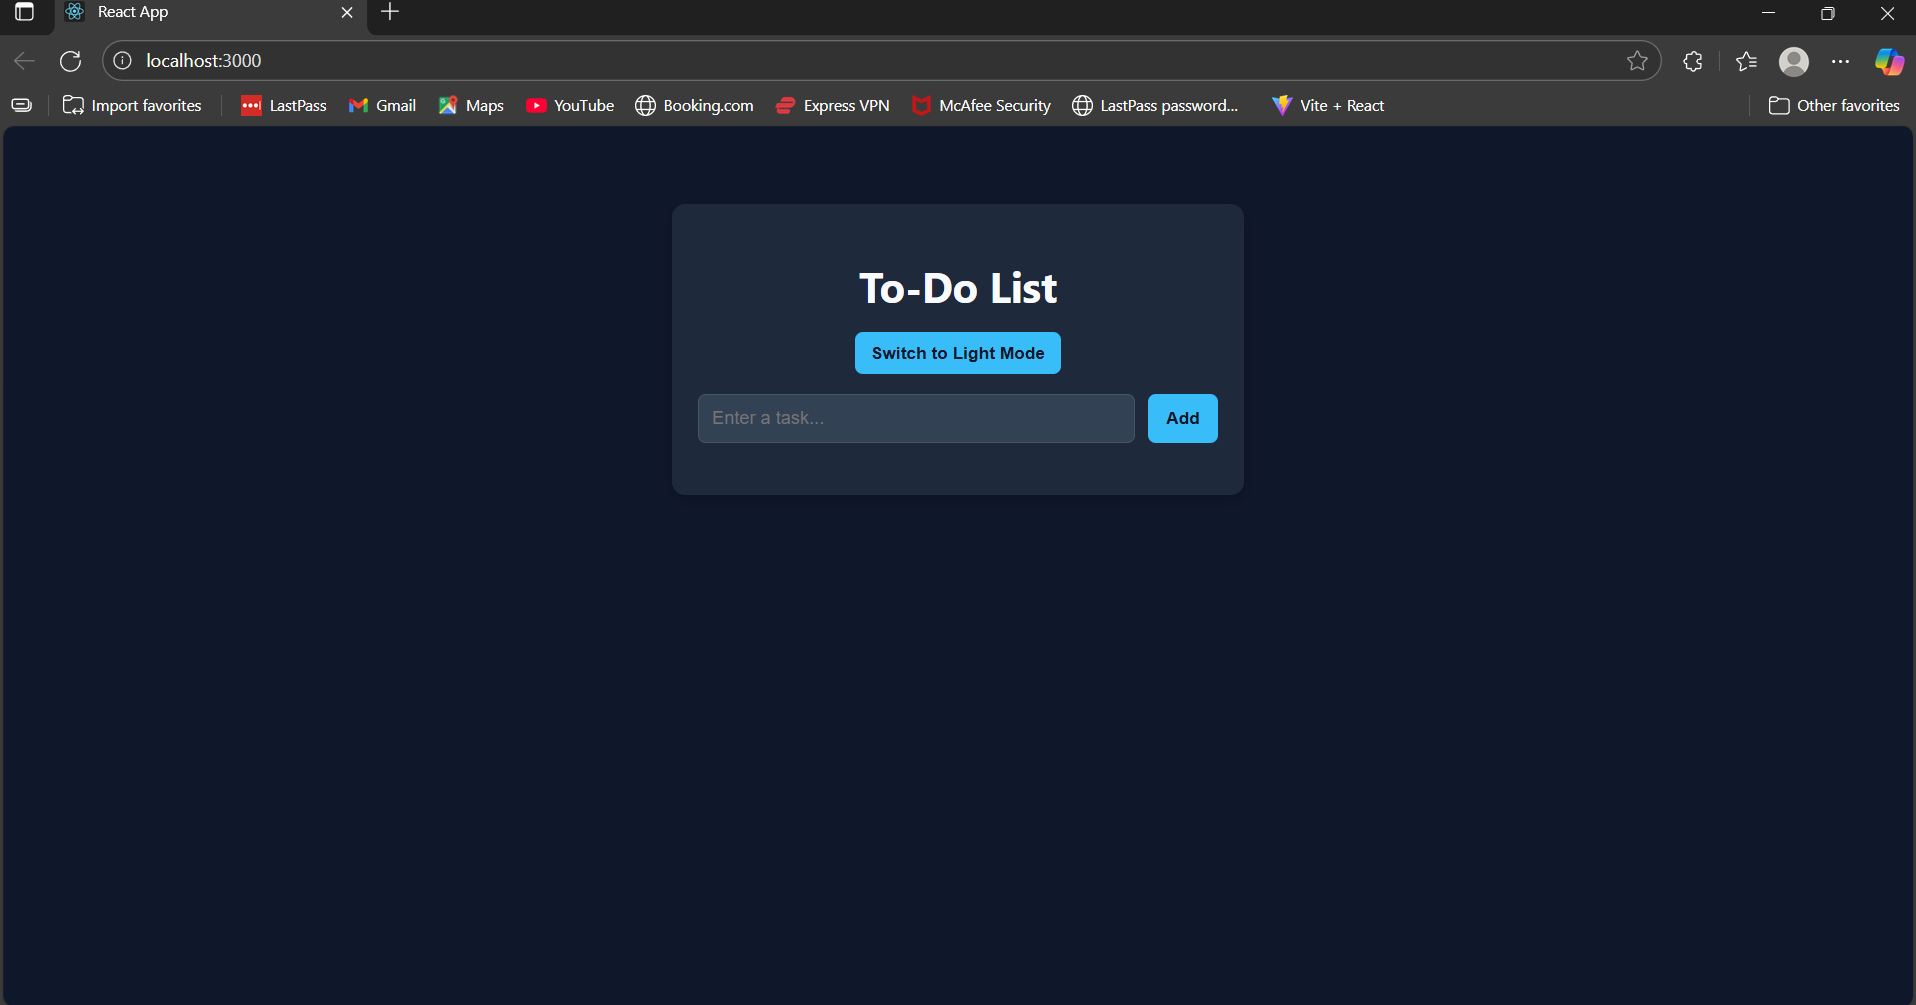 React App
localhost:3000
Import favorites LastPass Gmail Maps YouTube Booking.com Express VPN McAfee Security LastPass password... Vite + React Other favorites
To-Do List
Switch to Light Mode
Enter a task... Add